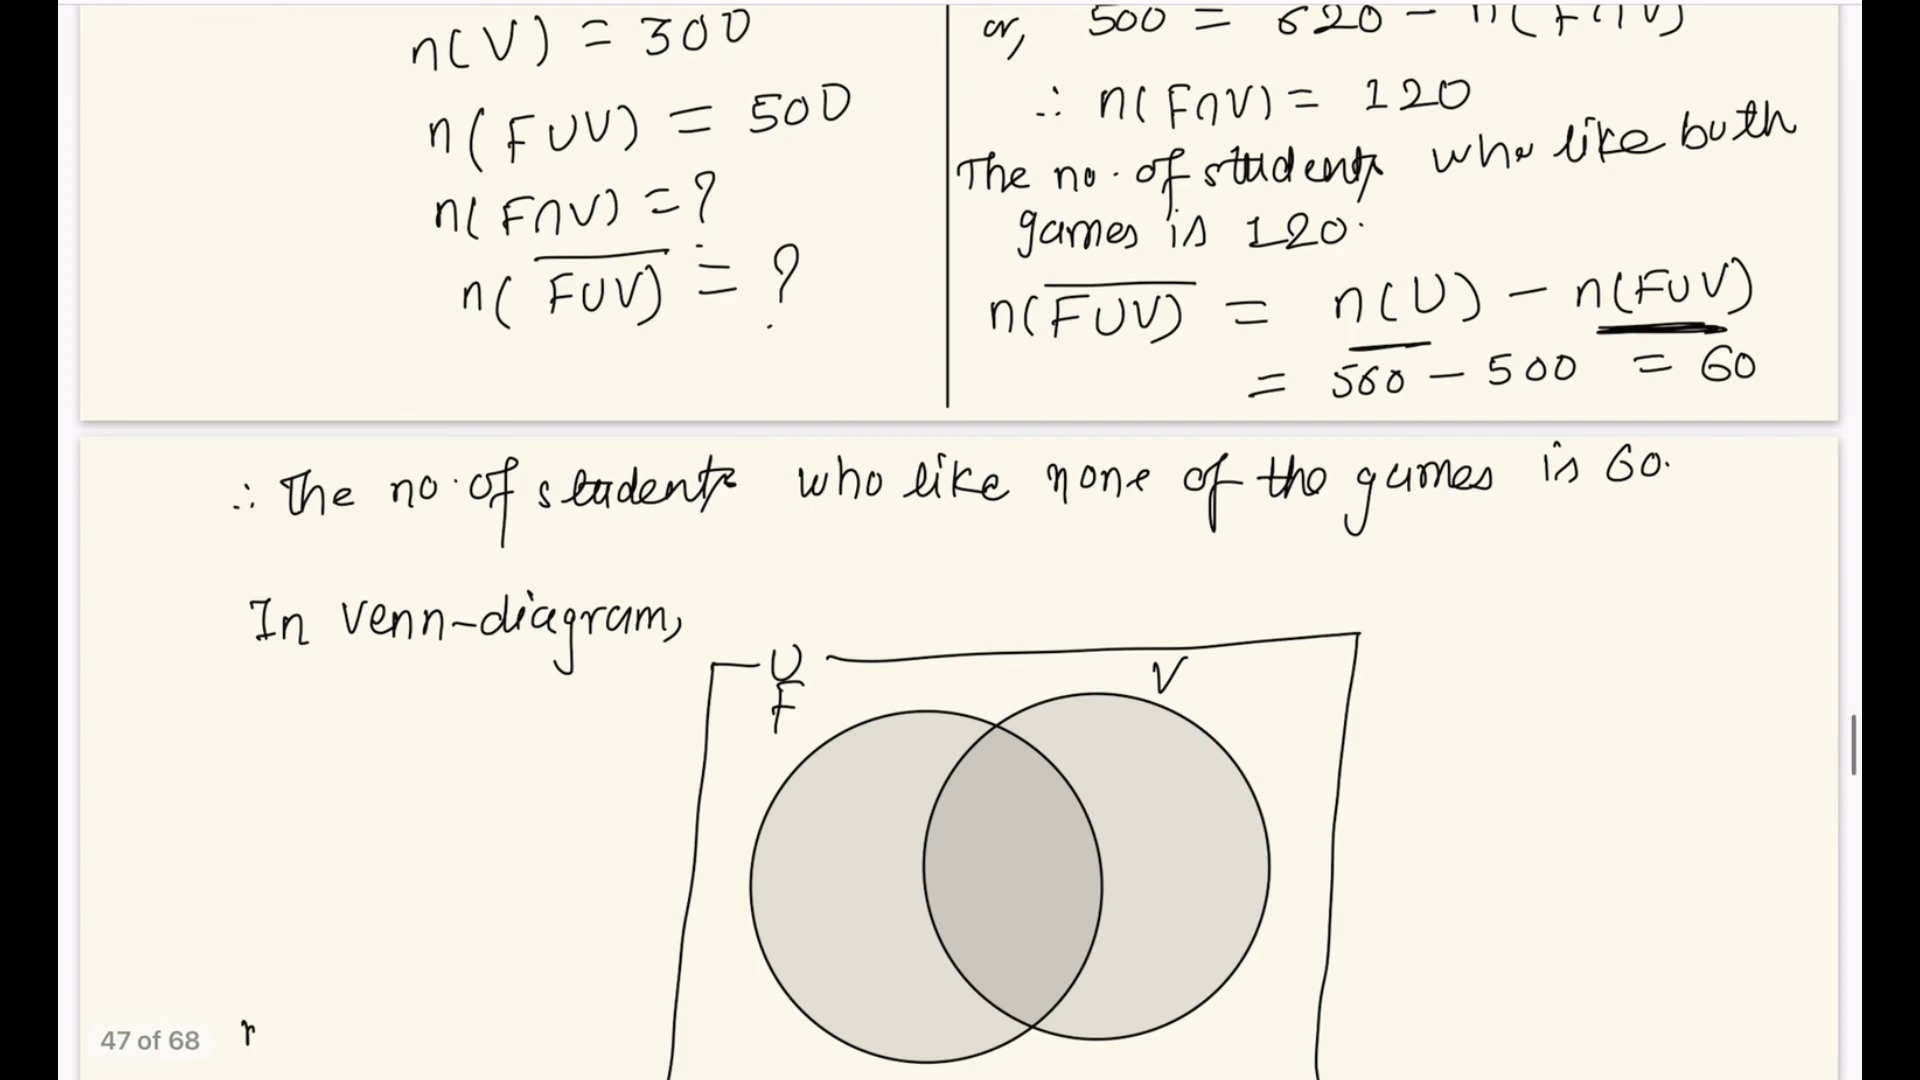 n(V) = 300
n(F∪V) = 500
n(F∩V) = ?
n(F̅∪̅V̅) = ?
or, 500 = 620 - n(F∩V)
∴ n(F∩V) = 120
The no. of students who like both
games is 120.
n(F̅∪̅V̅) = n(U) - n(F∪V)
= 560 - 500 = 60
∴ The no. of students who like none of the games is 60.
In venn-diagram,
U
F
V
47 of 68